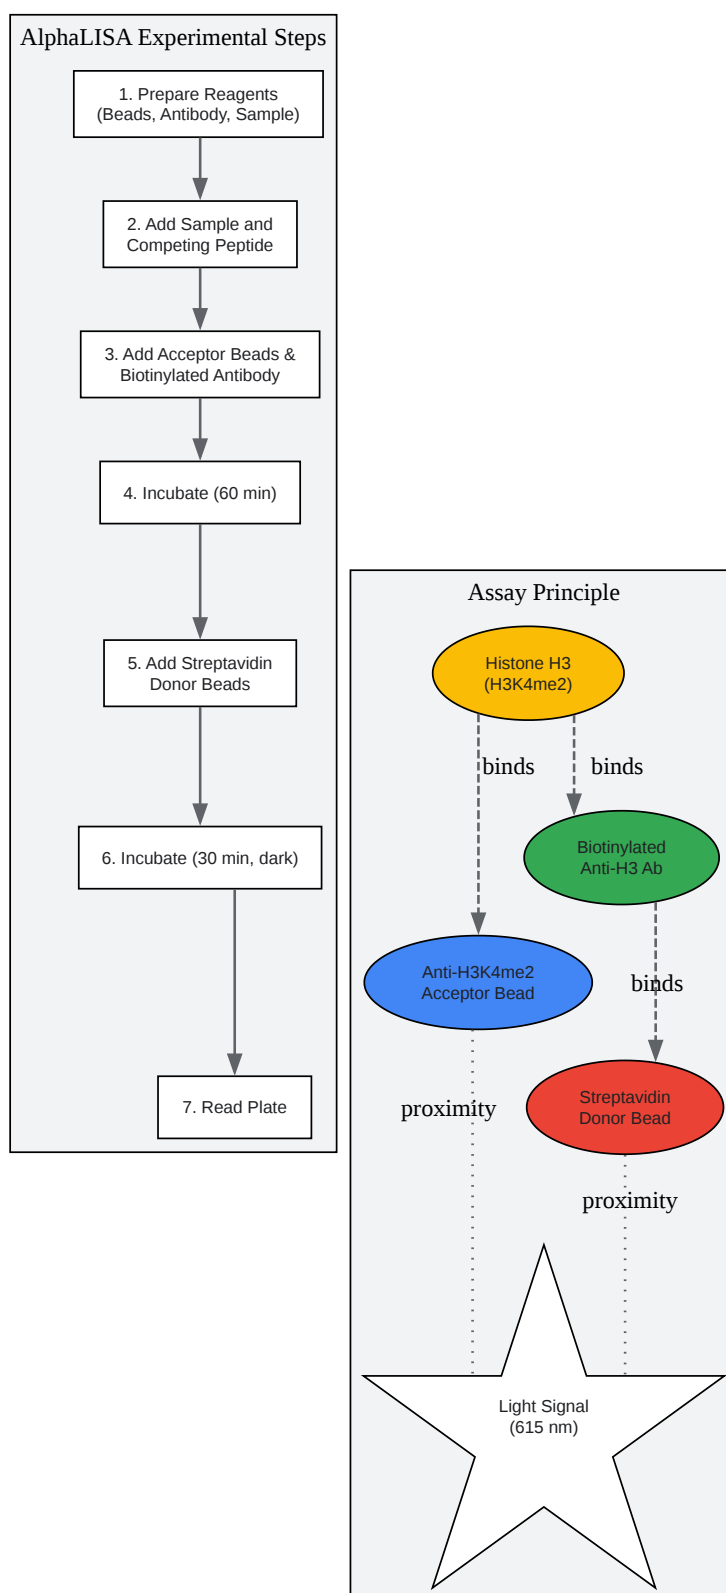 AlphaLISA Experimental Steps
1. Prepare Reagents
(Beads, Antibody, Sample)
2. Add Sample and
Competing Peptide
3. Add Acceptor Beads &
Biotinylated Antibody
4. Incubate (60 min)
5. Add Streptavidin
Donor Beads
6. Incubate (30 min, dark)
7. Read Plate
Assay Principle
Histone H3
(H3K4me2)
binds
binds
Biotinylated
Anti-H3 Ab
Anti-H3K4me2
Acceptor Bead
binds
Streptavidin
Donor Bead
proximity
proximity
Light Signal
(615 nm)